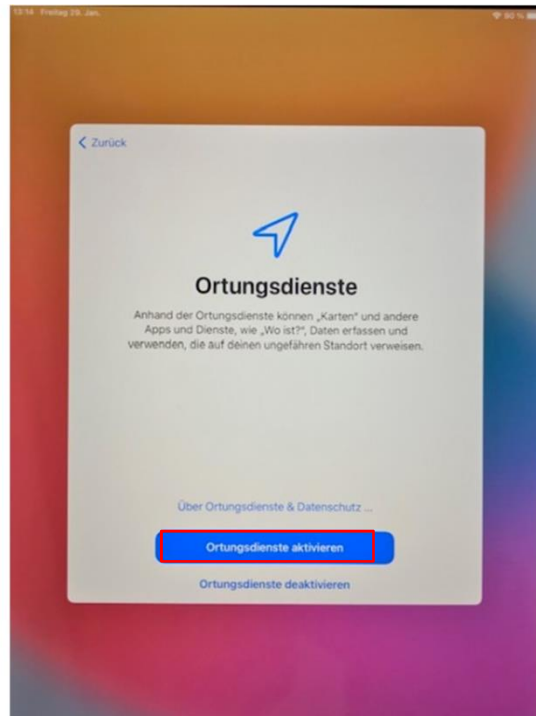 13:14 Freitag 29. Jan.
90 %
Zurück
Ortungsdienste
Anhand der Ortungsdienste können „Karten“ und andere
Apps und Dienste, wie „Wo ist?“, Daten erfassen und
verwenden, die auf deinen ungefähren Standort verweisen.
Über Ortungsdienste & Datenschutz ...
Ortungsdienste aktivieren
Ortungsdienste deaktivieren